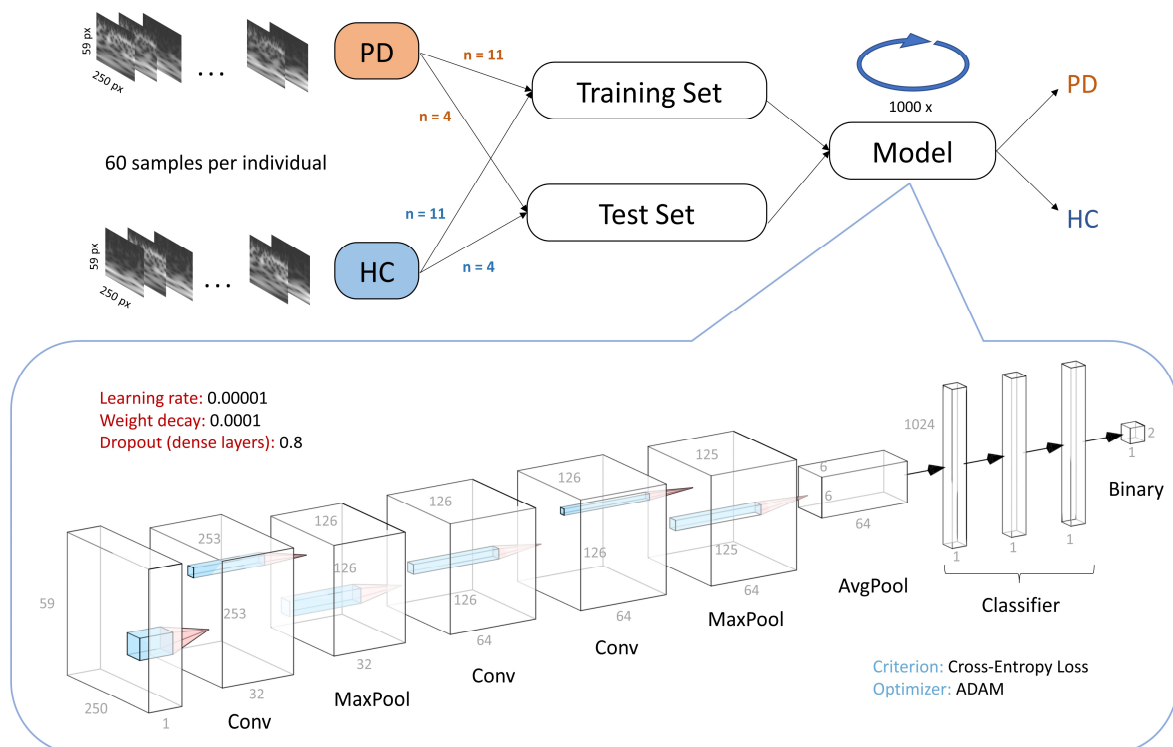 59 px
250 px
. . .
PD
n = 11
n = 4
Training Set
1000 x
PD
60 samples per individual
Model
n = 11
Test Set
HC
59 px
250 px
. . .
HC
n = 4
Learning rate: 0.00001
Weight decay: 0.0001
Dropout (dense layers): 0.8
59
250
1
253
253
32
Conv
126
126
32
MaxPool
126
126
64
Conv
126
126
64
Conv
125
125
64
MaxPool
6
6
64
AvgPool
1024
1
1
1
Classifier
2
1
Binary
Criterion: Cross-Entropy Loss
Optimizer: ADAM